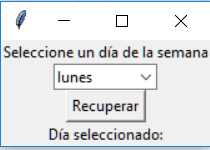 Seleccione un día de la semana
lunes
Recuperar
Día seleccionado: